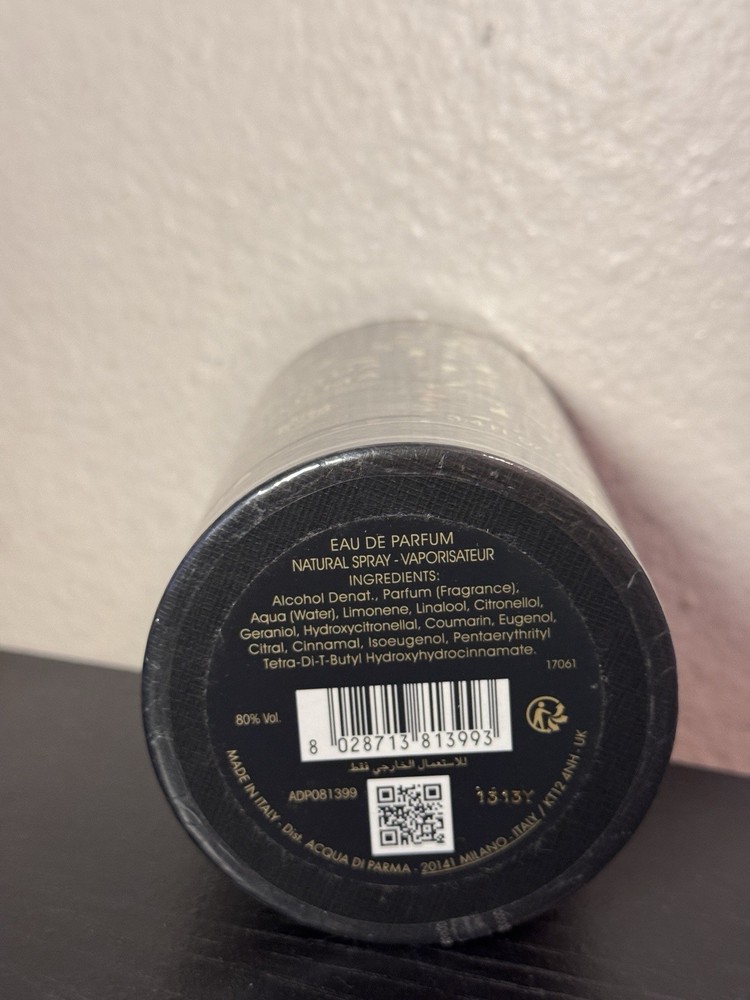 EAU DE PARFUM
NATURAL SPRAY - VAPORISATEUR
INGREDIENTS:
Alcohol Denat., Parfum (Fragrance),
Aqua (Water), Limonene, Linalool, Citronellol,
Geraniol, Hydroxycitronellal, Coumarin, Eugenol,
Citral, Cinnamal, Isoeugenol, Pentaerythrityl
Tetra-Di-T-Butyl Hydroxyhydrocinnamate.
17061
80% Vol.
8 028713 813993
للاستعمال الخارجي فقط
ADP081399
1313Y
MADE IN ITALY · Dist. ACQUA DI PARMA - 20141 MILANO -ITALY / KT12 4NH - UK